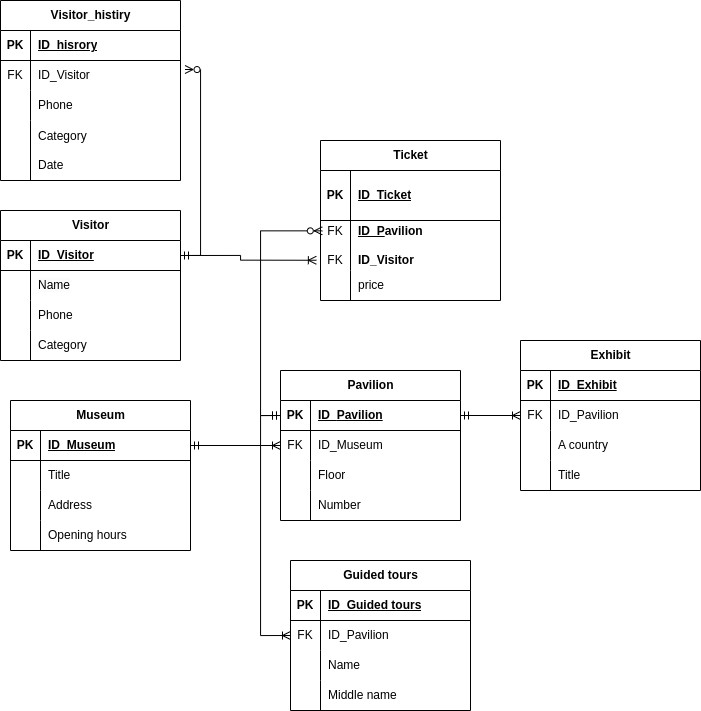 Visitor_histiry
PK ID_hisrory
FK ID_Visitor
Phone
Category
Date
Ticket
PK ID_Ticket
FK ID_Pavilion
FK ID_Visitor
price
Visitor
PK ID_Visitor
Name
Phone
Category
Museum
PK ID_Museum
Title
Address
Opening hours
Pavilion
PK ID_Pavilion
FK ID_Museum
Floor
Number
Exhibit
PK ID_Exhibit
FK ID_Pavilion
A country
Title
Guided tours
PK ID_Guided tours
FK ID_Pavilion
Name
Middle name